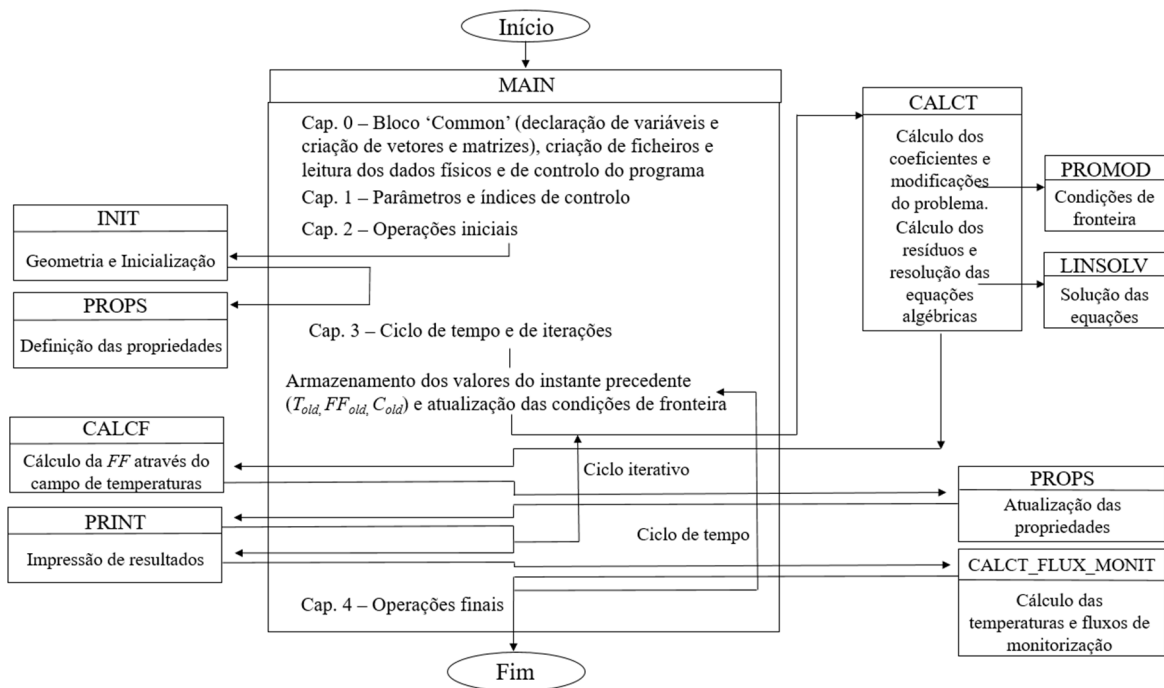 Início
MAIN
Cap. 0 – Bloco ‘Common’ (declaração de variáveis e
criação de vetores e matrizes), criação de ficheiros e
leitura dos dados físicos e de controlo do programa
Cap. 1 – Parâmetros e índices de controlo
Cap. 2 – Operações iniciais
INIT
Geometria e Inicialização
PROPS
Definição das propriedades
Cap. 3 – Ciclo de tempo e de iterações
Armazenamento dos valores do instante precedente
(Told, FFold, Cold) e atualização das condições de fronteira
CALCT
Cálculo dos
coeficientes e
modificações
do problema.
Cálculo dos
resíduos e
resolução das
equações
algébricas
PROMOD
Condições de
fronteira
LINSOLV
Solução das
equações
CALCF
Cálculo da FF através do
campo de temperaturas
Ciclo iterativo
PROPS
Atualização das
propriedades
PRINT
Impressão de resultados
Ciclo de tempo
CALCT_FLUX_MONIT
Cálculo das
temperaturas e fluxos de
monitorização
Cap. 4 – Operações finais
Fim